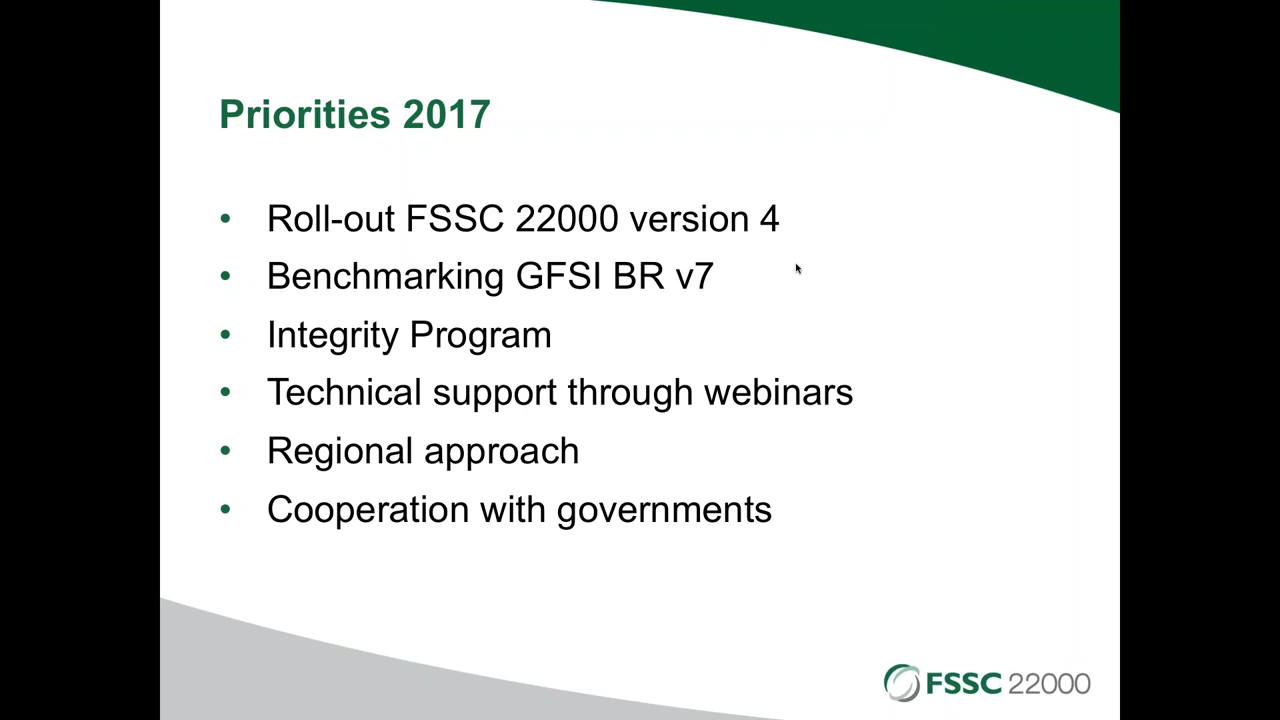 Priorities 2017
• Roll-out FSSC 22000 version 4
• Benchmarking GFSI BR v7
• Integrity Program
• Technical support through webinars
• Regional approach
• Cooperation with governments
FSSC 22000